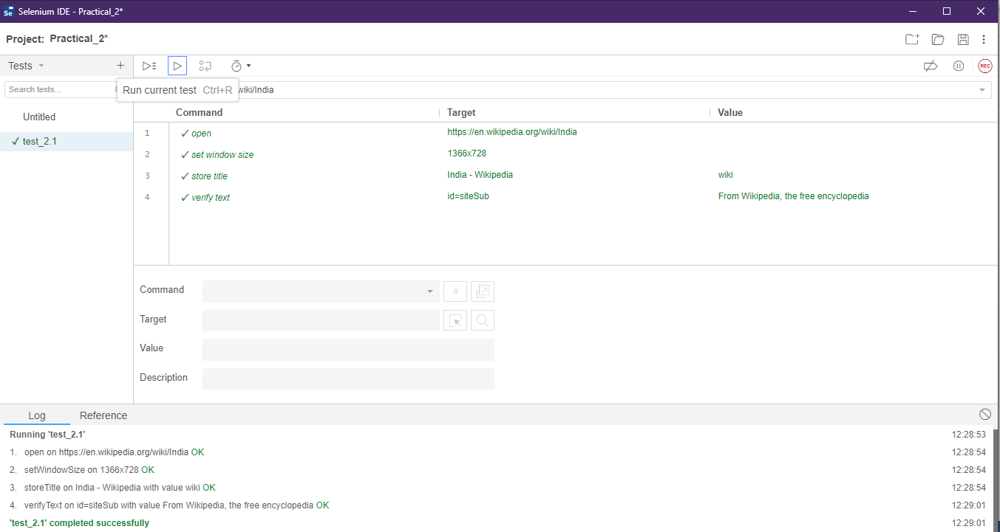 Se Selenium IDE - Practical_2*
Project: Practical_2*
Tests
REC
Search tests...
Run current test Ctrl+R
wiki/India
Command Target Value
Untitled
✓ test_2.1
1 ✓ open https://en.wikipedia.org/wiki/India
2 ✓ set window size 1366x728
3 ✓ store title India - Wikipedia wiki
4 ✓ verify text id=siteSub From Wikipedia, the free encyclopedia
Command //
Target
Value
Description
Log Reference
Running 'test_2.1' 12:28:53
1. open on https://en.wikipedia.org/wiki/India OK 12:28:54
2. setWindowSize on 1366x728 OK 12:28:54
3. storeTitle on India - Wikipedia with value wiki OK 12:28:54
4. verifyText on id=siteSub with value From Wikipedia, the free encyclopedia OK 12:29:01
'test_2.1' completed successfully 12:29:01